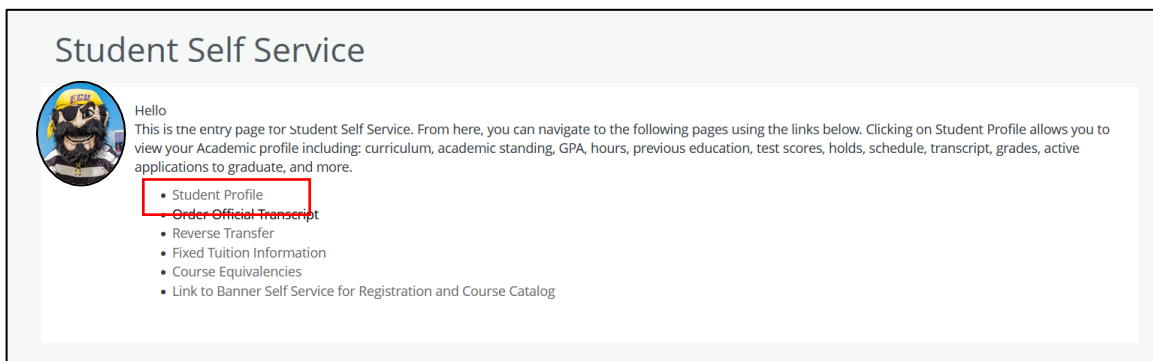 Student Self Service
ECU
Hello
This is the entry page for Student Self Service. From here, you can navigate to the following pages using the links below. Clicking on Student Profile allows you to
view your Academic profile including: curriculum, academic standing, GPA, hours, previous education, test scores, holds, schedule, transcript, grades, active
applications to graduate, and more.
• Student Profile
• Order Official Transcript
• Reverse Transfer
• Fixed Tuition Information
• Course Equivalencies
• Link to Banner Self Service for Registration and Course Catalog